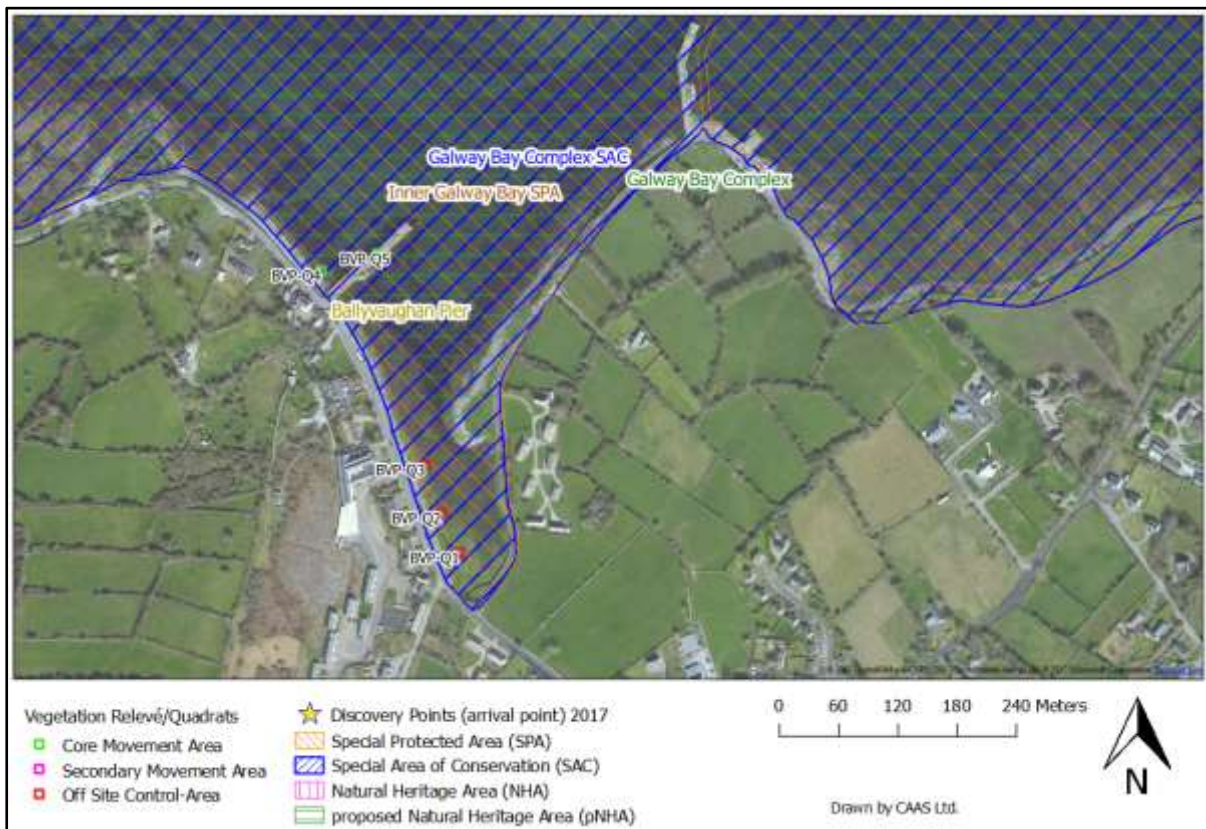 Galway Bay Complex SAC
Galway Bay Complex
Inner Galway Bay SPA
BVP-Q5
BVP-Q4
Ballyvaughan Pier
BVP-Q3
BVP-Q2
BVP-Q1
Vegetation Relevé/Quadrats
Core Movement Area
Secondary Movement Area
Off Site Control-Area
Discovery Points (arrival point) 2017
Special Protected Area (SPA)
Special Area of Conservation (SAC)
Natural Heritage Area (NHA)
proposed Natural Heritage Area (pNHA)
0 60 120 180 240 Meters
Drawn by CAAS Ltd.
N